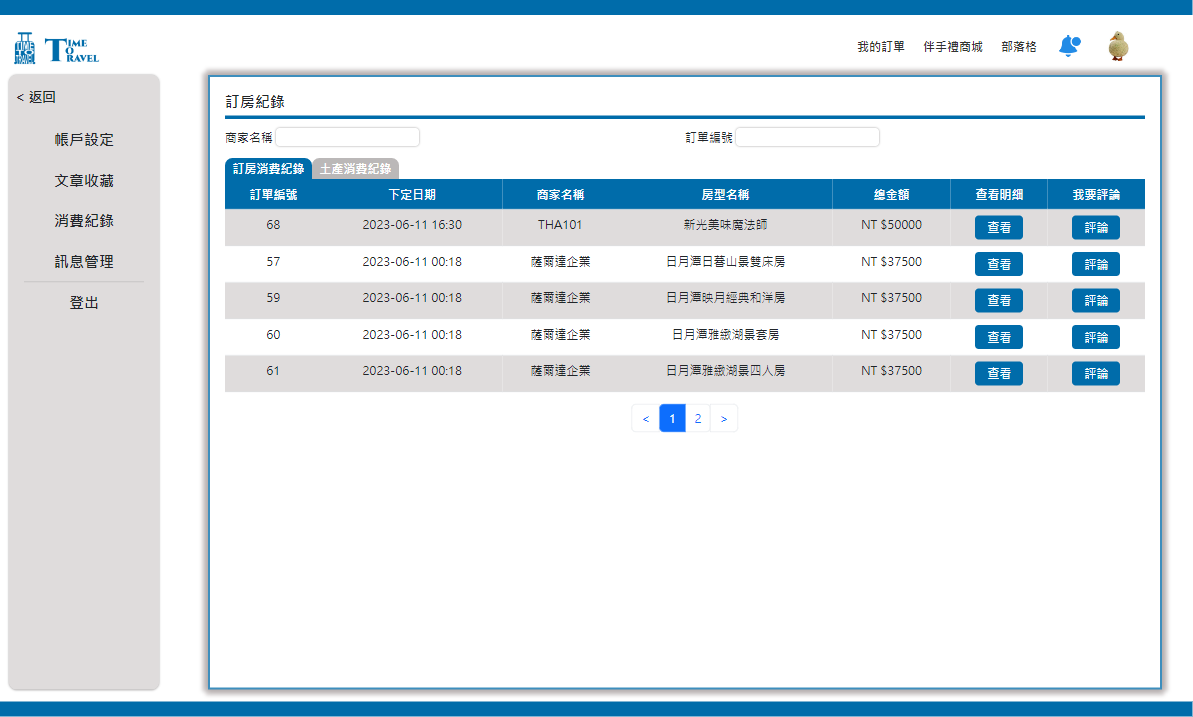 TIME TO TRAVEL
TIME TO TRAVEL
我的訂單 伴手禮商城 部落格
< 返回
帳戶設定
文章收藏
消費紀錄
訊息管理
登出
訂房紀錄
商家名稱 訂單編號
訂房消費紀錄 土產消費紀錄
訂單編號 下定日期 商家名稱 房型名稱 總金額 查看明細 我要評論
68 2023-06-11 16:30 THA101 新光美味魔法師 NT $50000 查看 評論
57 2023-06-11 00:18 薩爾達企業 日月潭日暮山景雙床房 NT $37500 查看 評論
59 2023-06-11 00:18 薩爾達企業 日月潭映月經典和洋房 NT $37500 查看 評論
60 2023-06-11 00:18 薩爾達企業 日月潭雅緻湖景套房 NT $37500 查看 評論
61 2023-06-11 00:18 薩爾達企業 日月潭雅緻湖景四人房 NT $37500 查看 評論
< 1 2 >